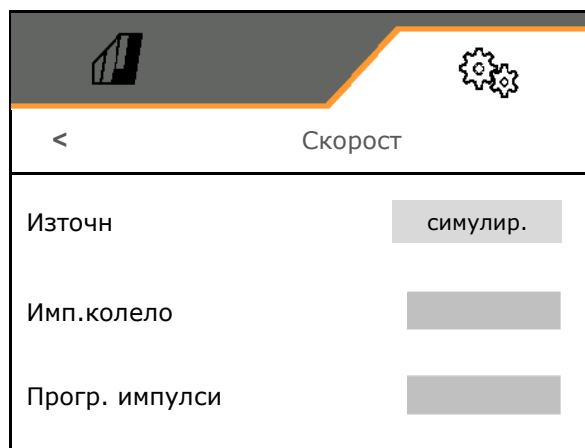 < Скорост
Източн симулир.
Имп.колело
Прогр. импулси